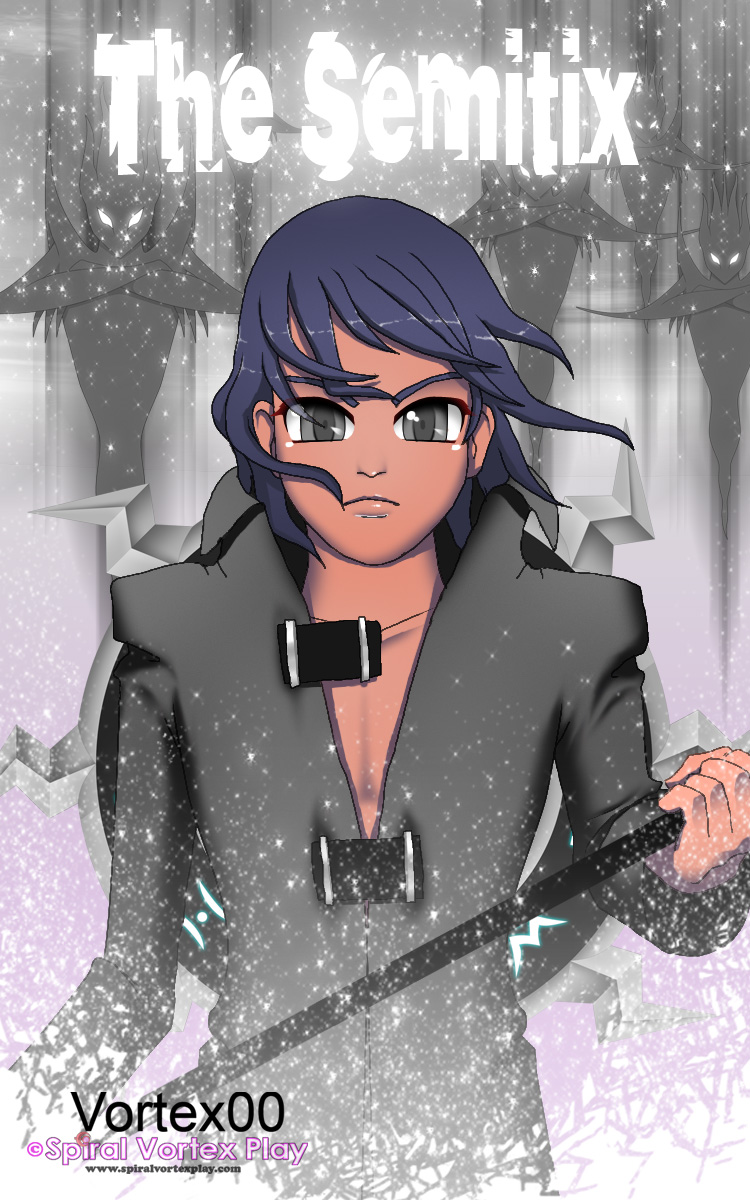 The Semitix
Vortex00
©Spiral Vortex Play
www.spiralvortexplay.com